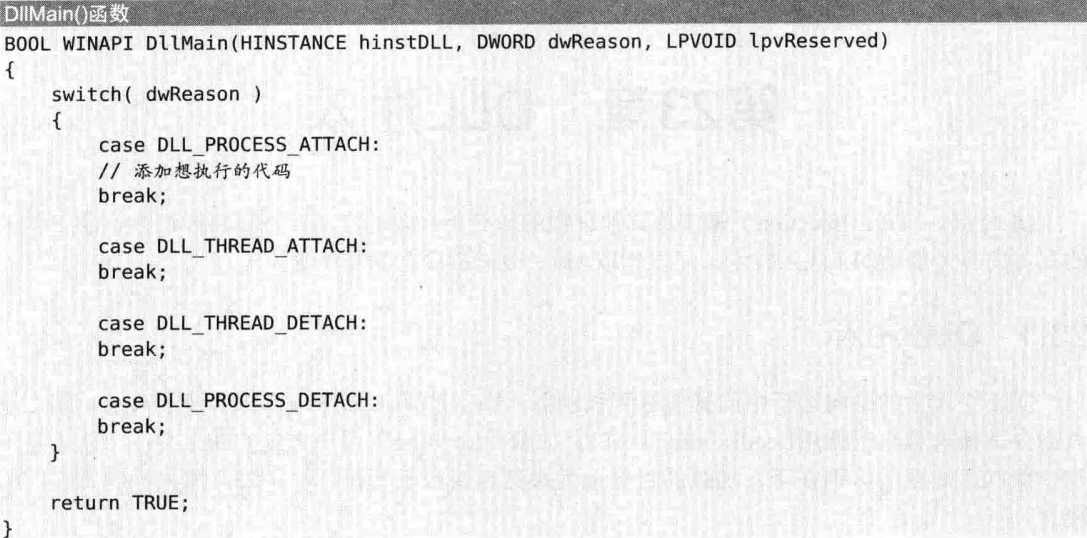 DllMain()函数
BOOL WINAPI DllMain(HINSTANCE hinstDLL, DWORD dwReason, LPVOID lpvReserved)
{
    switch( dwReason )
    {
        case DLL_PROCESS_ATTACH:
        // 添加想执行的代码
        break;

        case DLL_THREAD_ATTACH:
        break;

        case DLL_THREAD_DETACH:
        break;

        case DLL_PROCESS_DETACH:
        break;
    }

    return TRUE;
}